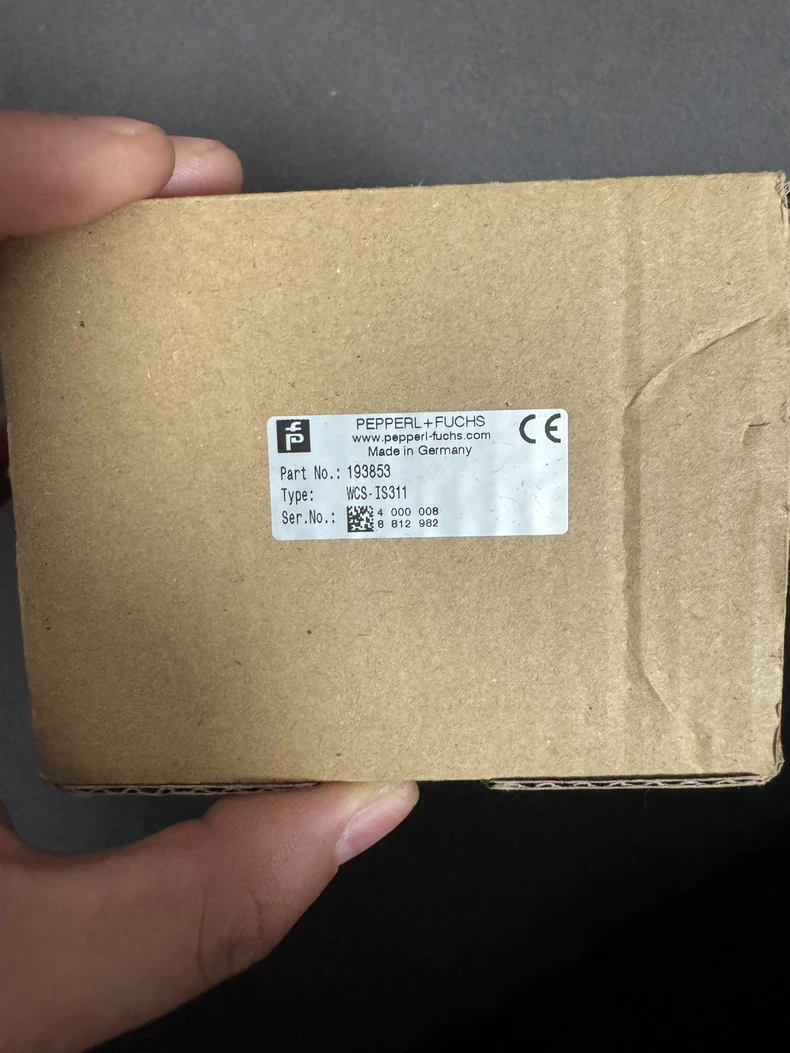 PEPPERL+FUCHS
www.pepperl-fuchs.com
Made in Germany
CE
Part No.: 193853
Type: WCS-IS311
Ser.No.: 4 000 008
8 812 982